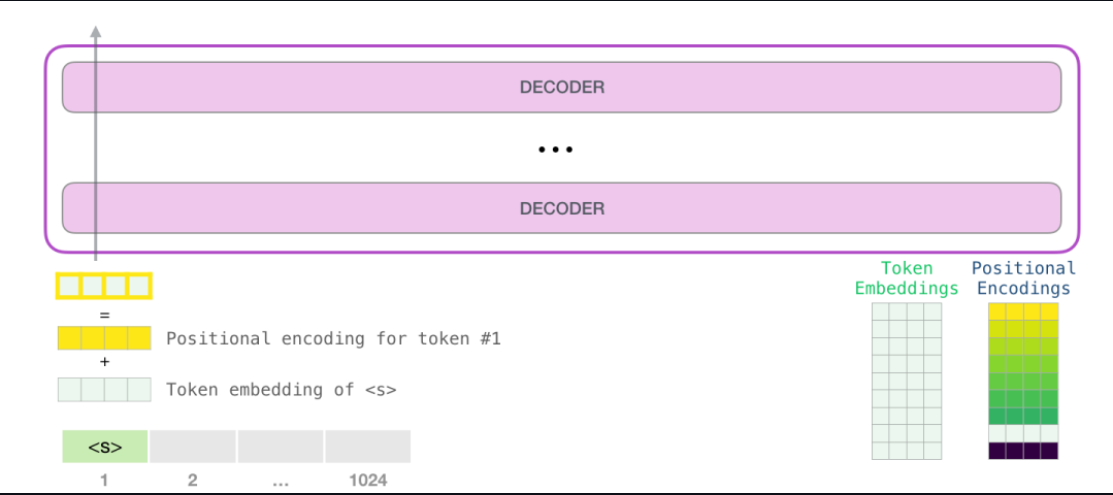 DECODER
...
DECODER
Token Embeddings
Positional Encodings
=
Positional encoding for token #1
+
Token embedding of <s>
<s>
1 2 ... 1024